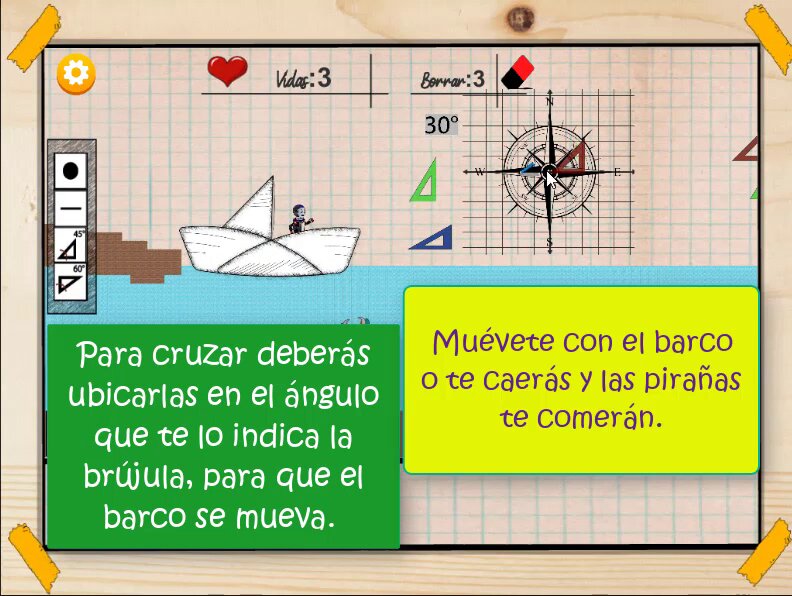 Vidas:3
Borrar:3
30°
N
W
E
S
45°
60°
Para cruzar deberás
ubicarlas en el ángulo
que te lo indica la
brújula, para que el
barco se mueva.
Muévete con el barco
o te caerás y las pirañas
te comerán.